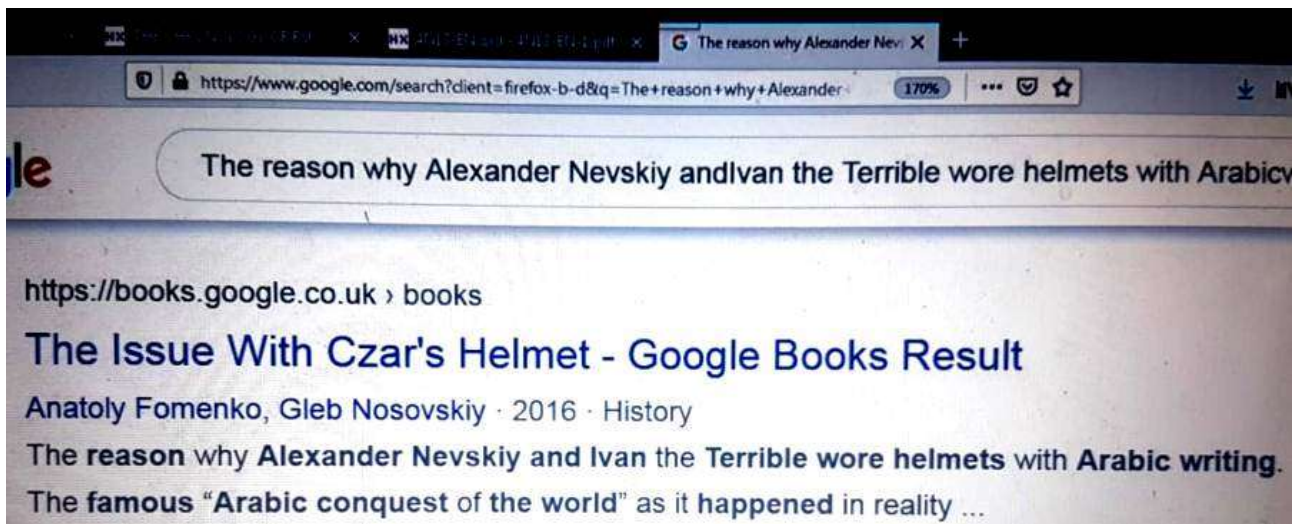 The reason why Alexander Nev
https://www.google.com/search?client=firefox-b-d&q=The+reason+why+Alexander
170%
le
The reason why Alexander Nevskiy andIvan the Terrible wore helmets with Arabic
https://books.google.co.uk › books
The Issue With Czar's Helmet - Google Books Result
Anatoly Fomenko, Gleb Nosovskiy · 2016 · History
The reason why Alexander Nevskiy and Ivan the Terrible wore helmets with Arabic writing.
The famous “Arabic conquest of the world” as it happened in reality ...